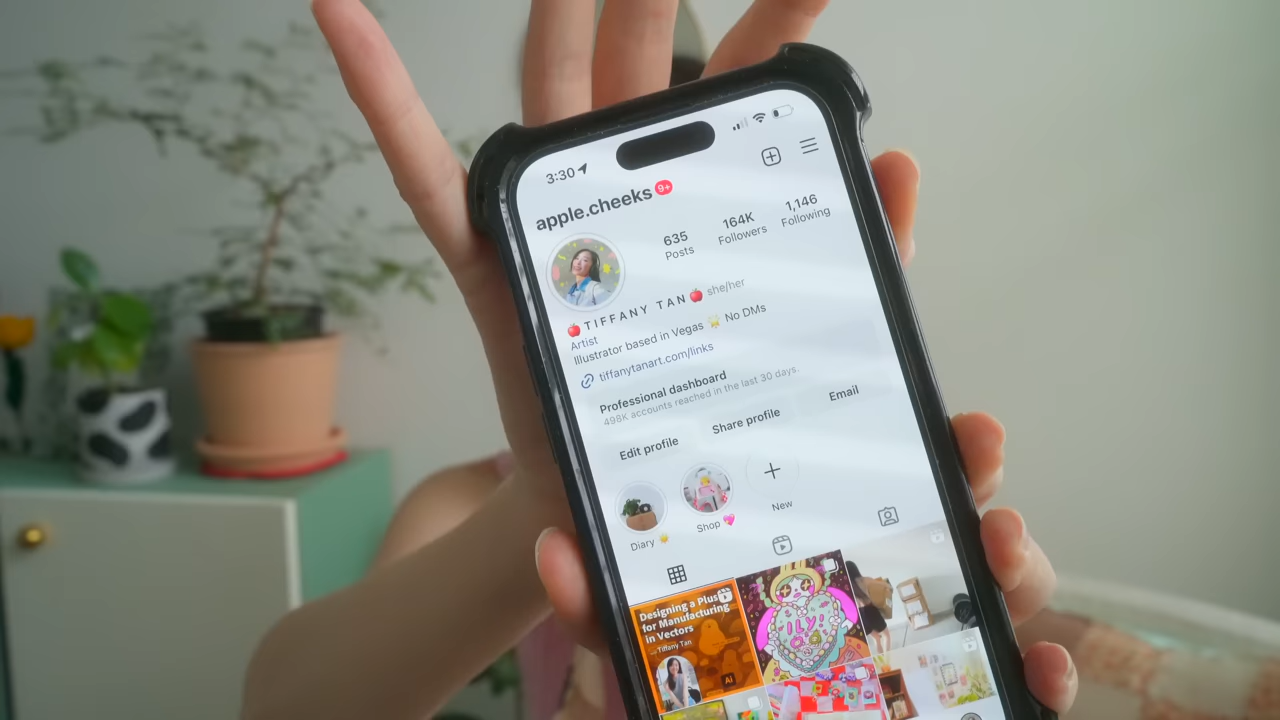 3:30
apple.cheeks 9+
635 Posts
164K Followers
1,146 Following
TIFFANY TAN she/her
Artist
Illustrator based in Vegas 🌟 No DMs
tiffanytanart.com/links
Professional dashboard
498K accounts reached in the last 30 days.
Edit profile
Share profile
Email
Diary
Shop
New
Designing a Plush
for Manufacturing
in Vectors
— Tiffany Tan
Ai
ILY!